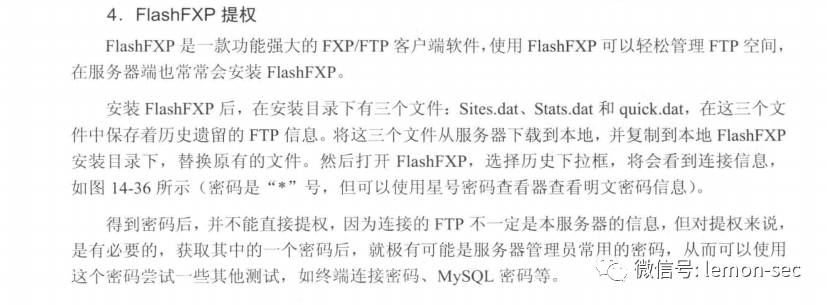 4．FlashFXP 提权
FlashFXP 是一款功能强大的 FXP/FTP 客户端软件，使用 FlashFXP 可以轻松管理 FTP 空间，
在服务器端也常常会安装 FlashFXP。
安装 FlashFXP 后，在安装目录下有三个文件：Sites.dat、Stats.dat 和 quick.dat，在这三个文
件中保存着历史遗留的 FTP 信息。将这三个文件从服务器下载到本地，并复制到本地 FlashFXP
安装目录下，替换原有的文件。然后打开 FlashFXP，选择历史下拉框，将会看到连接信息，
如图 14-36 所示（密码是“*”号，但可以使用星号密码查看器查看明文密码信息）。
得到密码后，并不能直接提权，因为连接的 FTP 不一定是本服务器的信息，但对提权来说，
是有必要的，获取其中的一个密码后，就极有可能是服务器管理员常用的密码，从而可以使用
这个密码尝试一些其他测试，如终端连接密码、MySQL 密码等。
微信号: lemon-sec